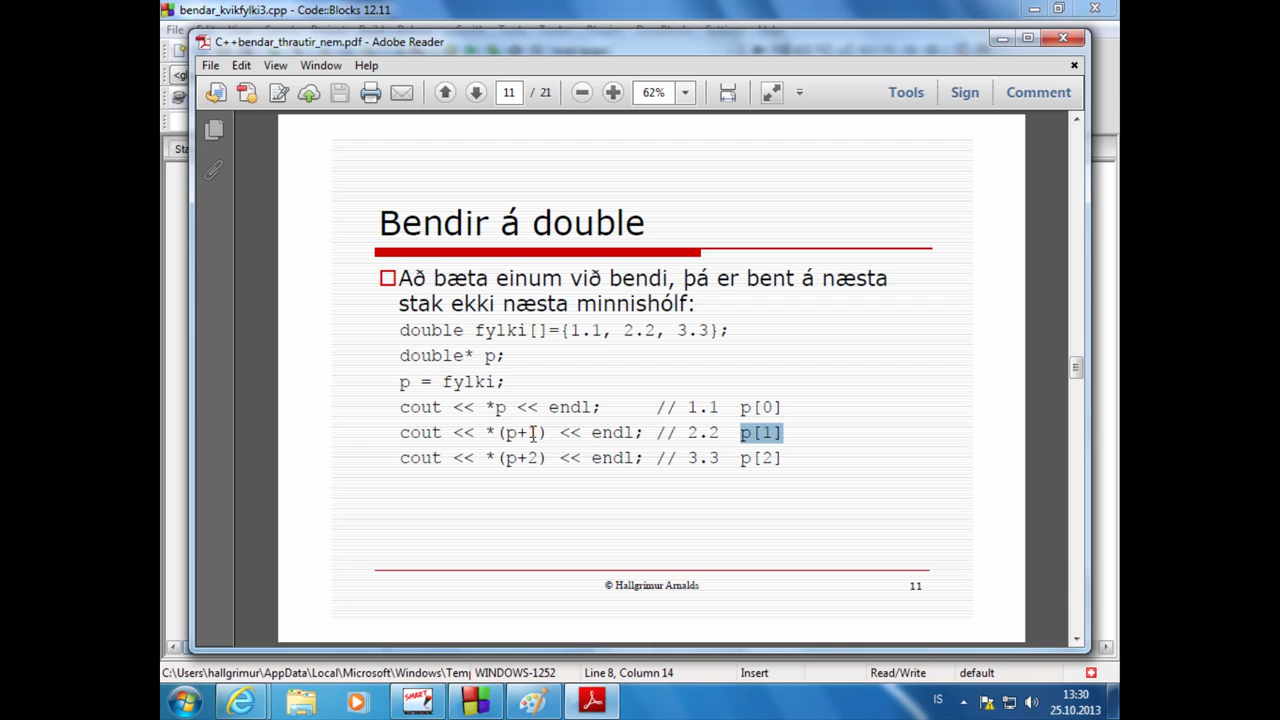 bendar_kvikfylki3.cpp - Code::Blocks 12.11
File
C++bendar_thrautir_nem.pdf - Adobe Reader
File Edit View Window Help
11 / 21 62% Tools Sign Comment
Bendir á double
Að bæta einum við bendi, þá er bent á næsta
stak ekki næsta minnishólf:
double fylki[]={1.1, 2.2, 3.3};
double* p;
p = fylki;
cout << *p << endl; // 1.1 p[0]
cout << *(p+1) << endl; // 2.2 p[1]
cout << *(p+2) << endl; // 3.3 p[2]
© Hallgrímur Arnalds 11
C:\Users\hallgrimur\AppData\Local\Microsoft\Windows\Tem WINDOWS-1252 Line 8, Column 14 Insert Read/Write default
SMART IS 13:30
25.10.2013